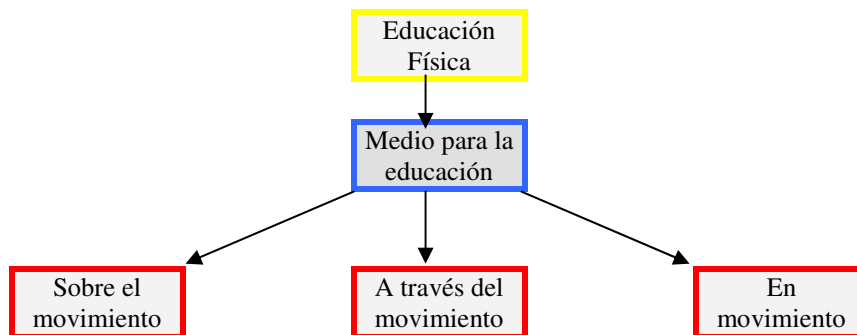 Educación
Física
Medio para la
educación
Sobre el
movimiento
A través del
movimiento
En
movimiento